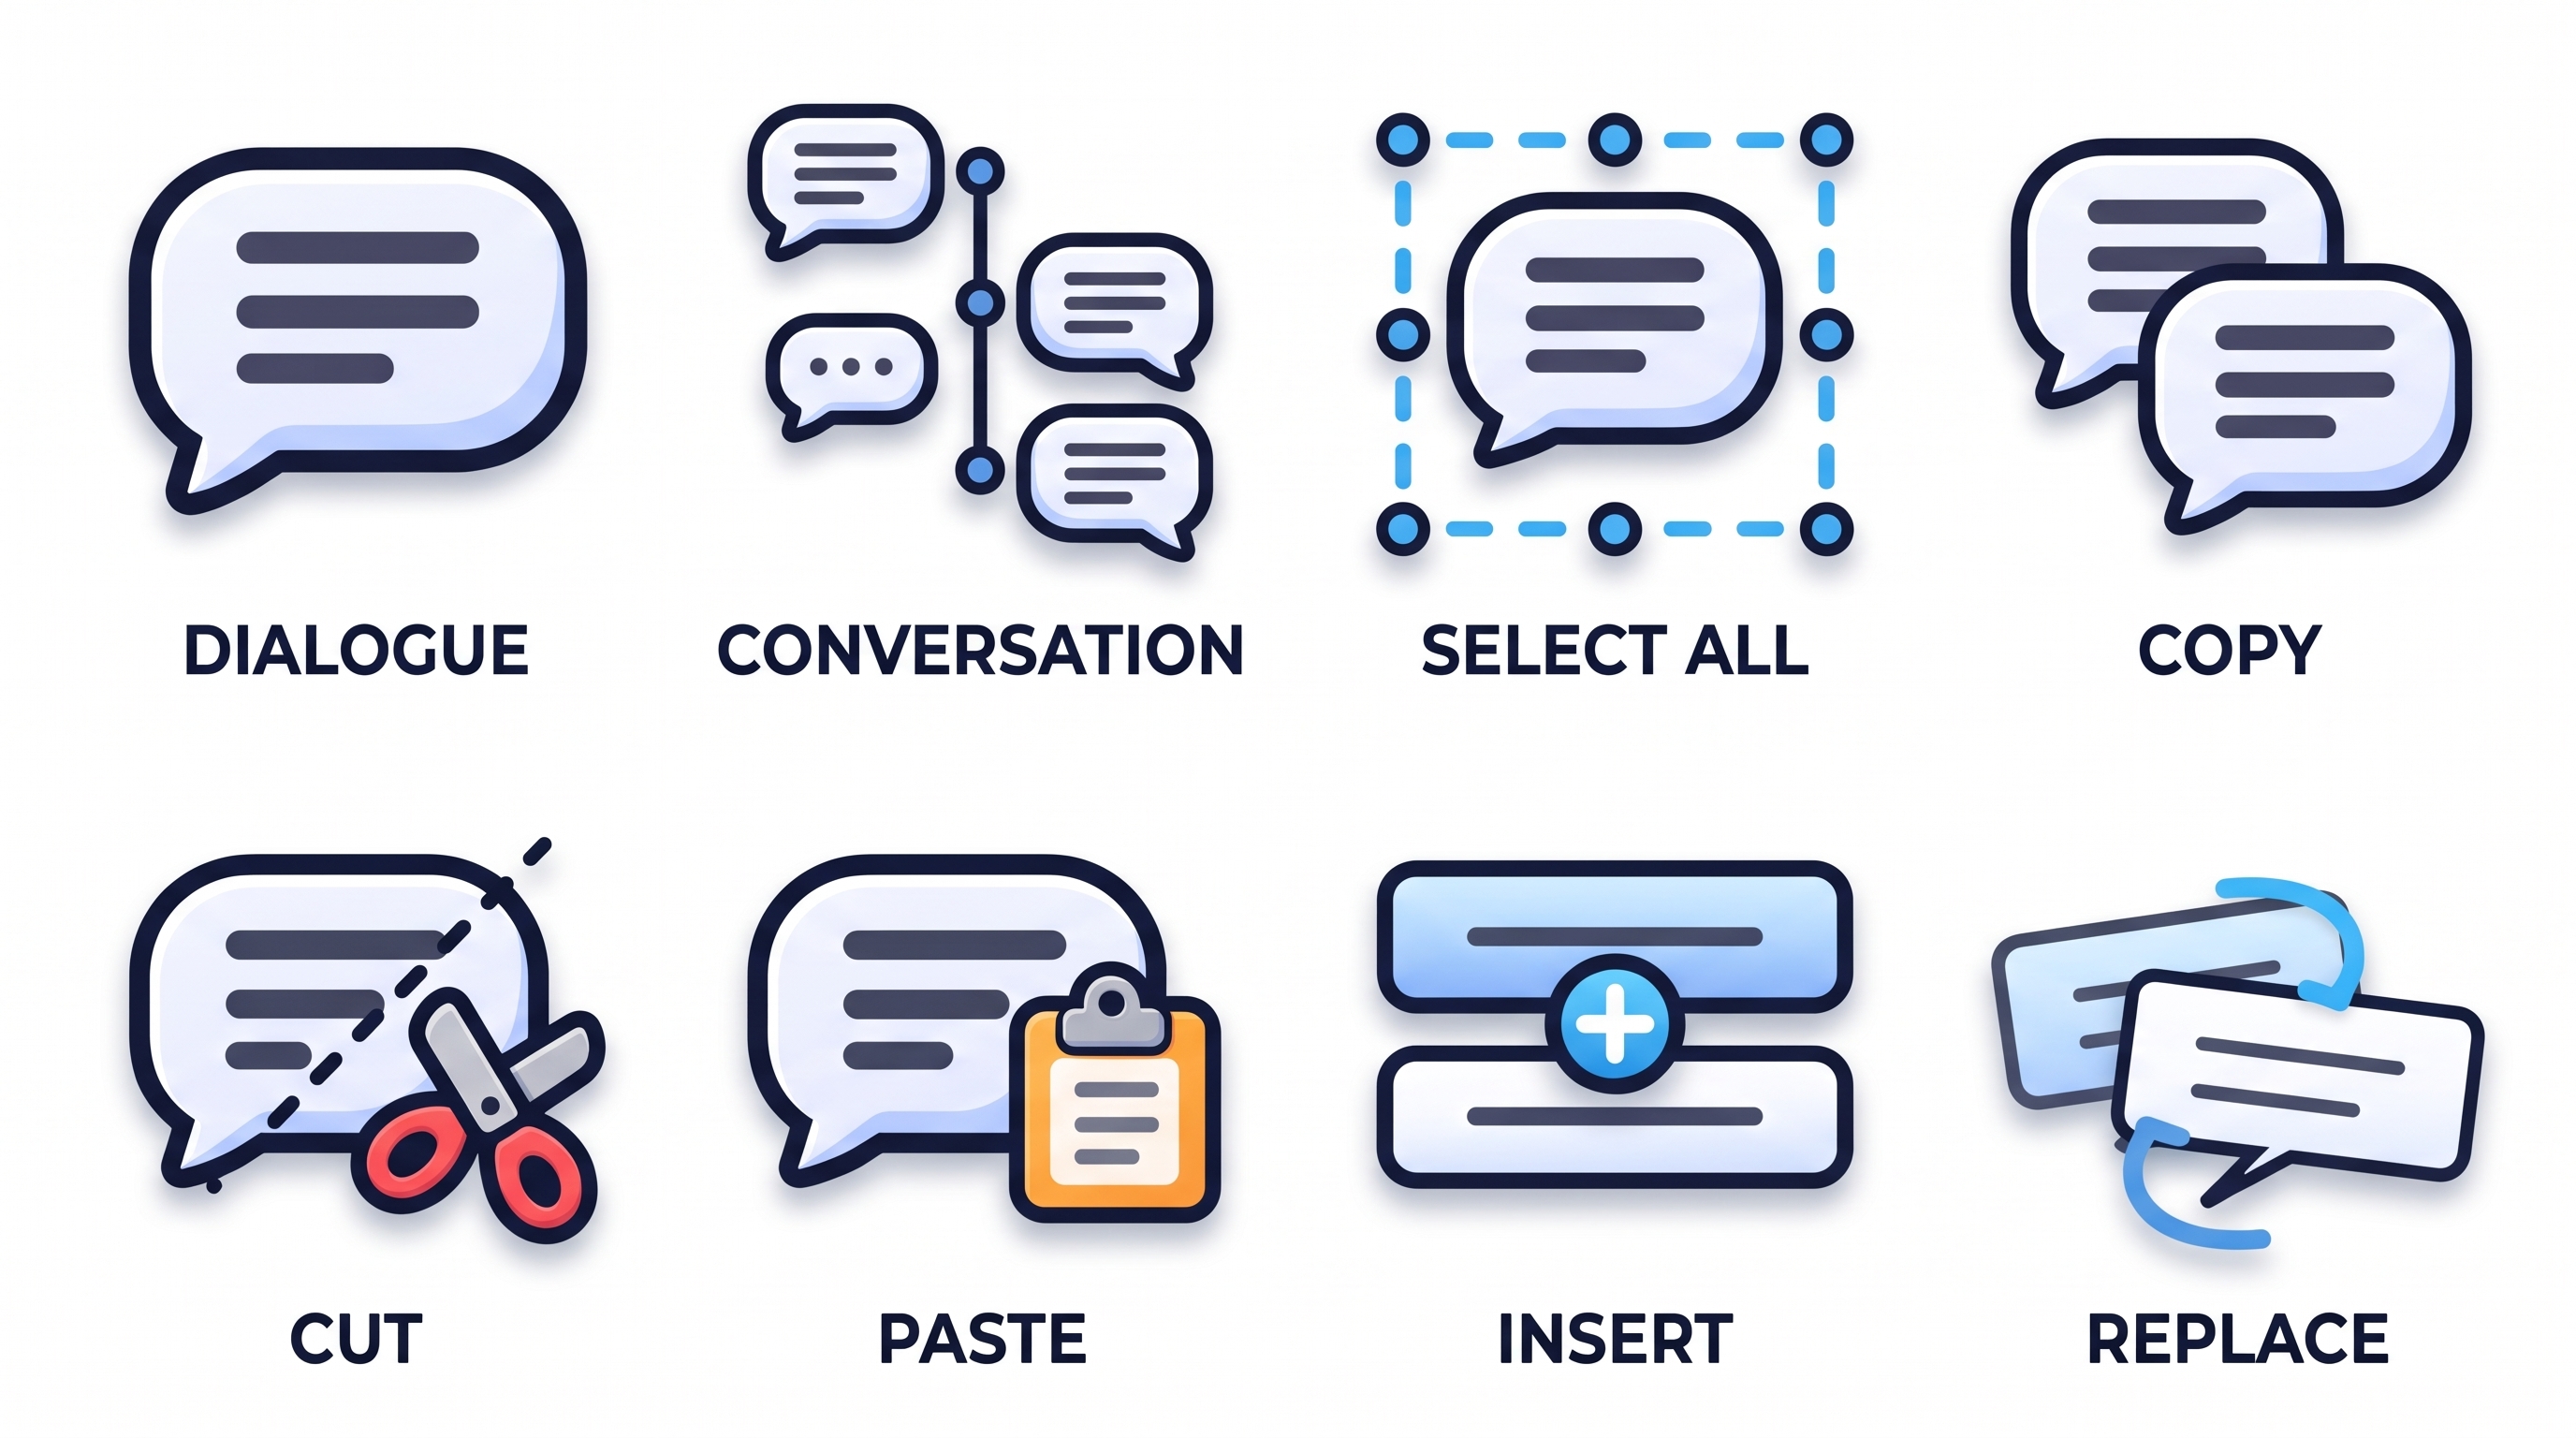 DIALOGUE
CONVERSATION
SELECT ALL
COPY
CUT
PASTE
INSERT
REPLACE